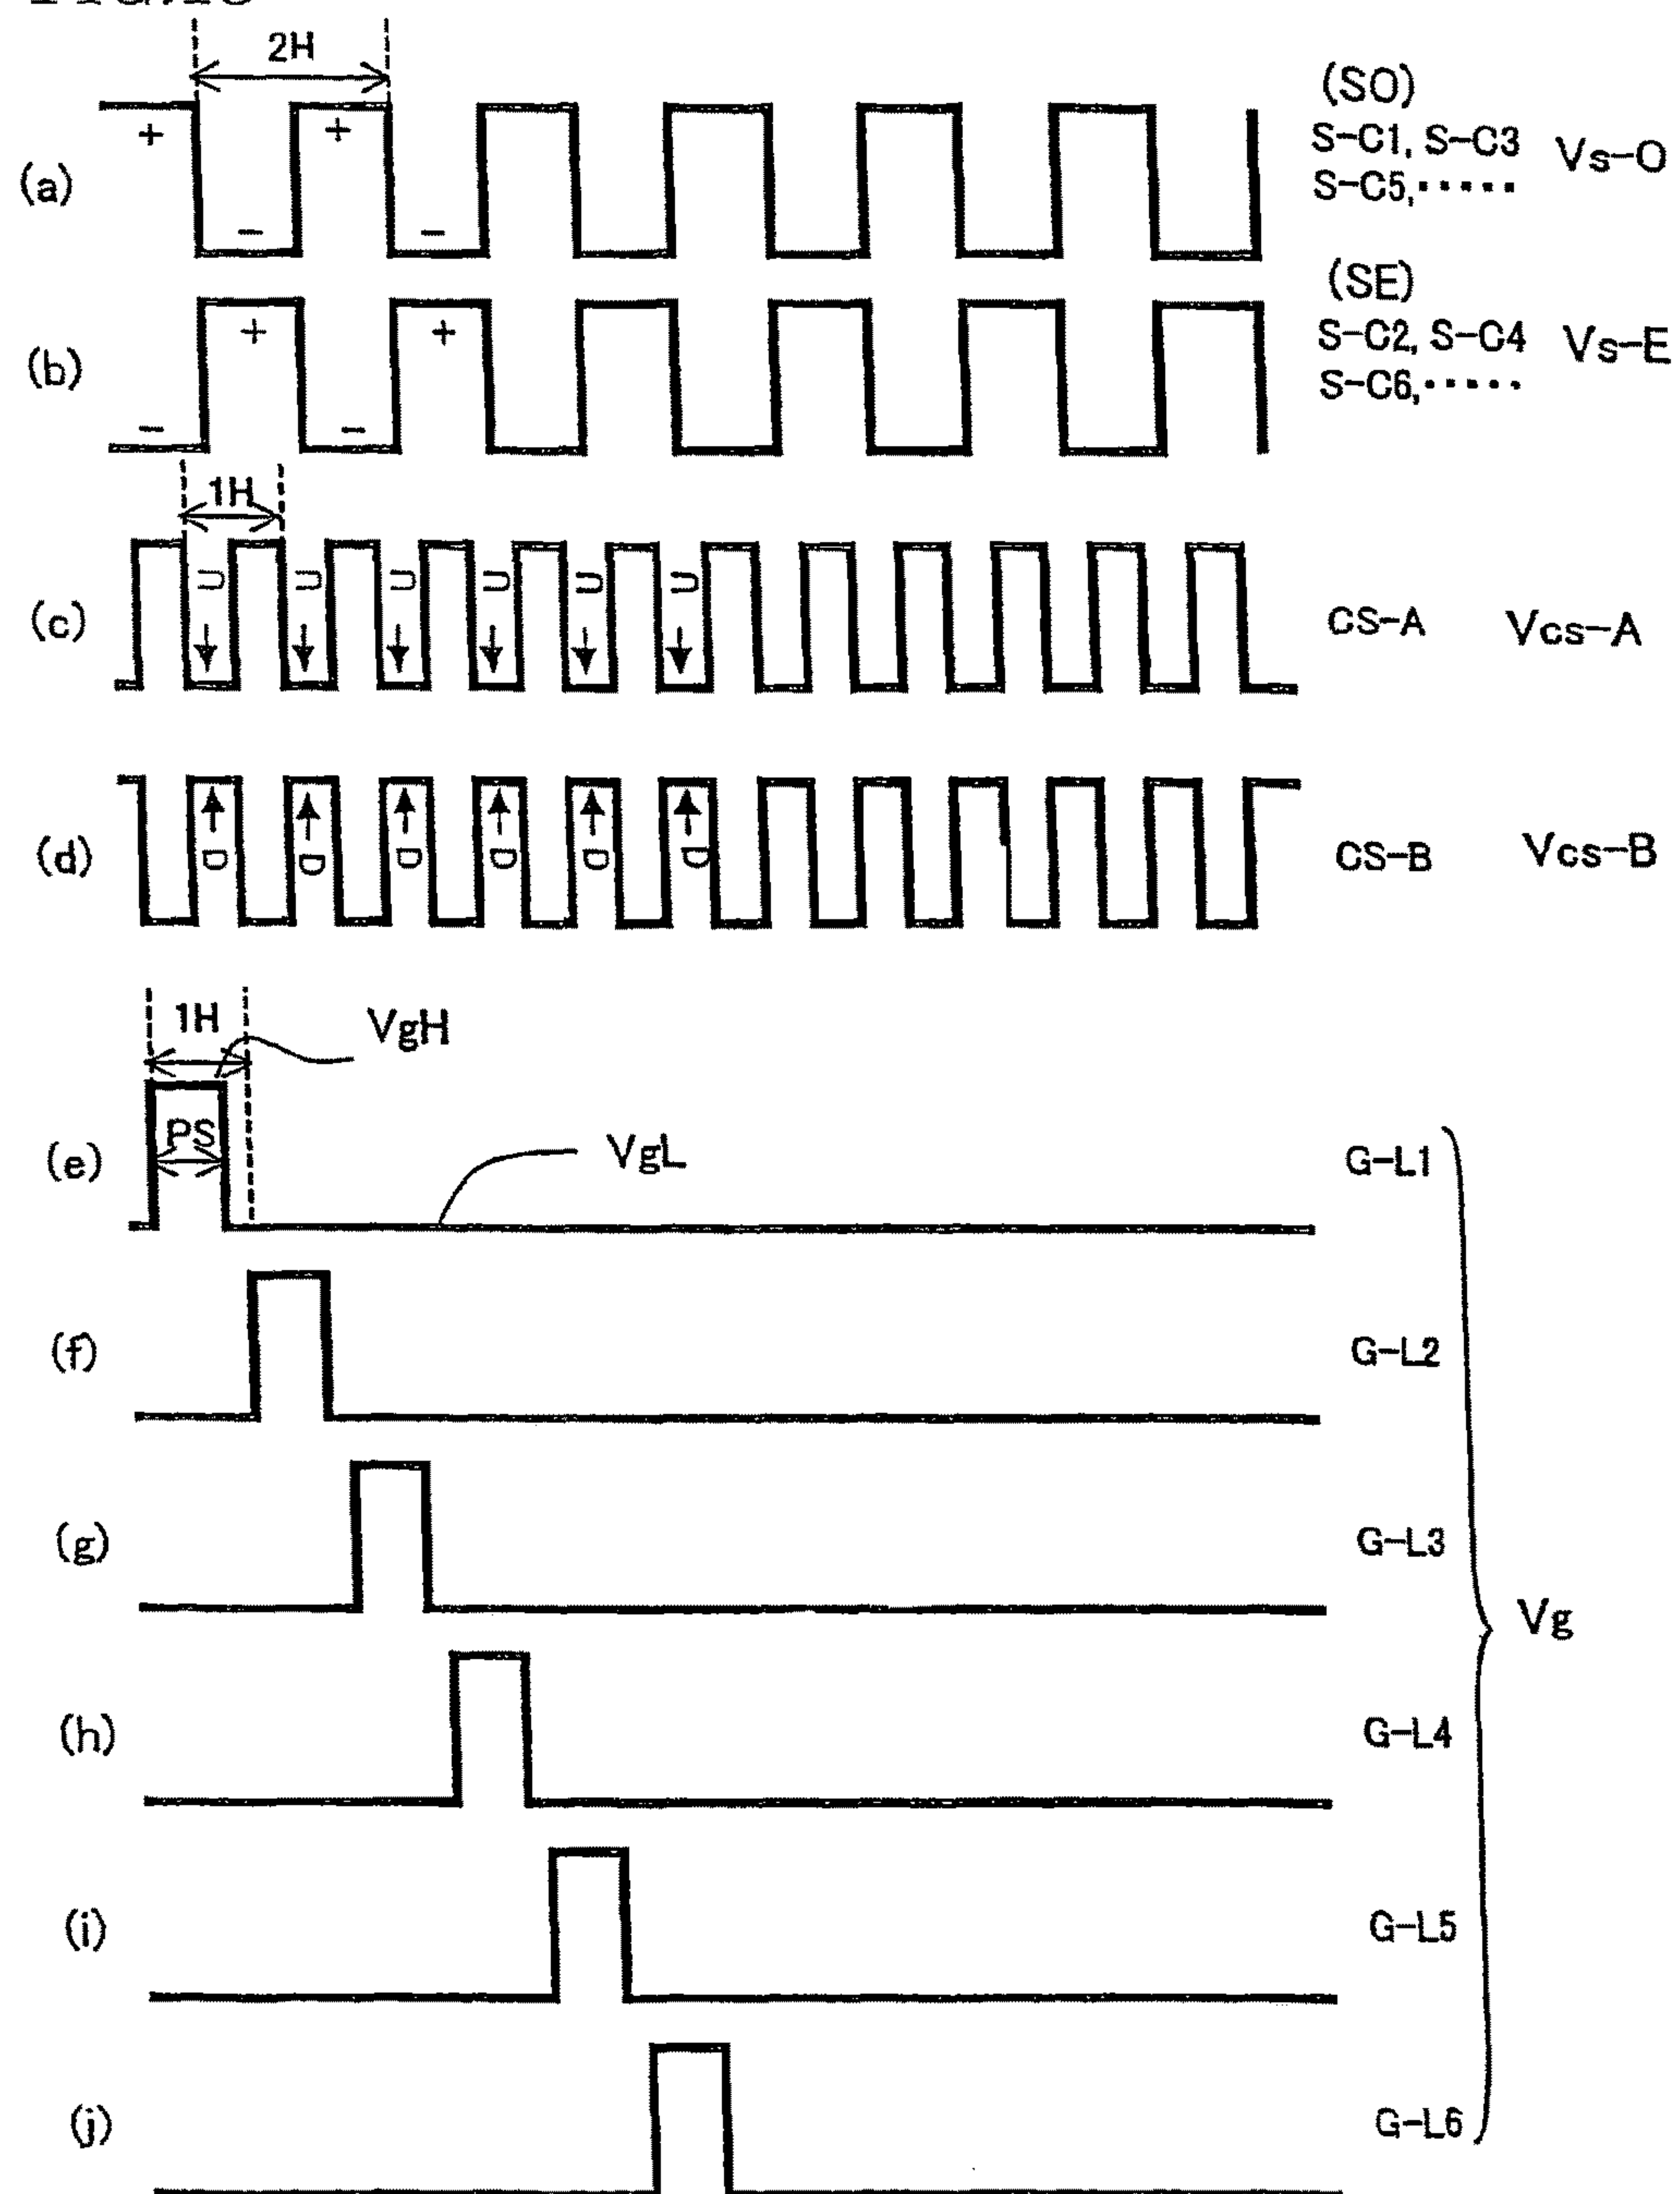 2H
(SO)
(a) + - + - S-C1, S-C3 Vs-O
S-C5,·····
(SE)
(b) - + - + S-C2, S-C4 Vs-E
S-C6,·····
1H
(c) U U U U U U CS-A Vcs-A
(d) D D D D D D CS-B Vcs-B
1H VgH
(e) PS VgL G-L1
(f) G-L2
(g) G-L3
Vg
(h) G-L4
(i) G-L5
(j) G-L6